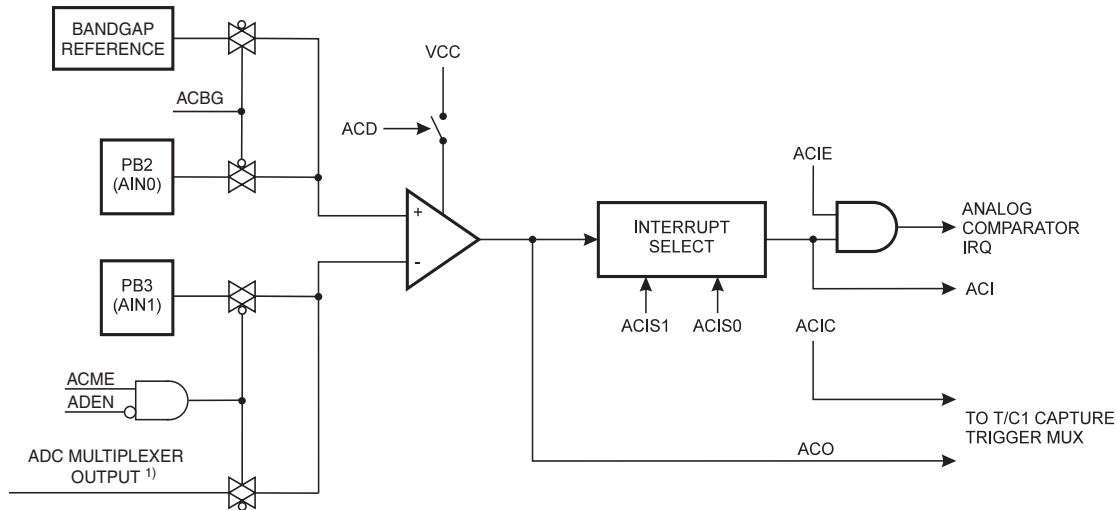 BANDGAP
REFERENCE
ACBG
VCC
ACD
PB2
(AIN0)
ACIE
+
-
INTERRUPT
SELECT
ANALOG
COMPARATOR
IRQ
PB3
(AIN1)
ACI
ACIS1
ACIS0
ACIC
ACME
ADEN
TO T/C1 CAPTURE
TRIGGER MUX
ACO
ADC MULTIPLEXER
OUTPUT 1)